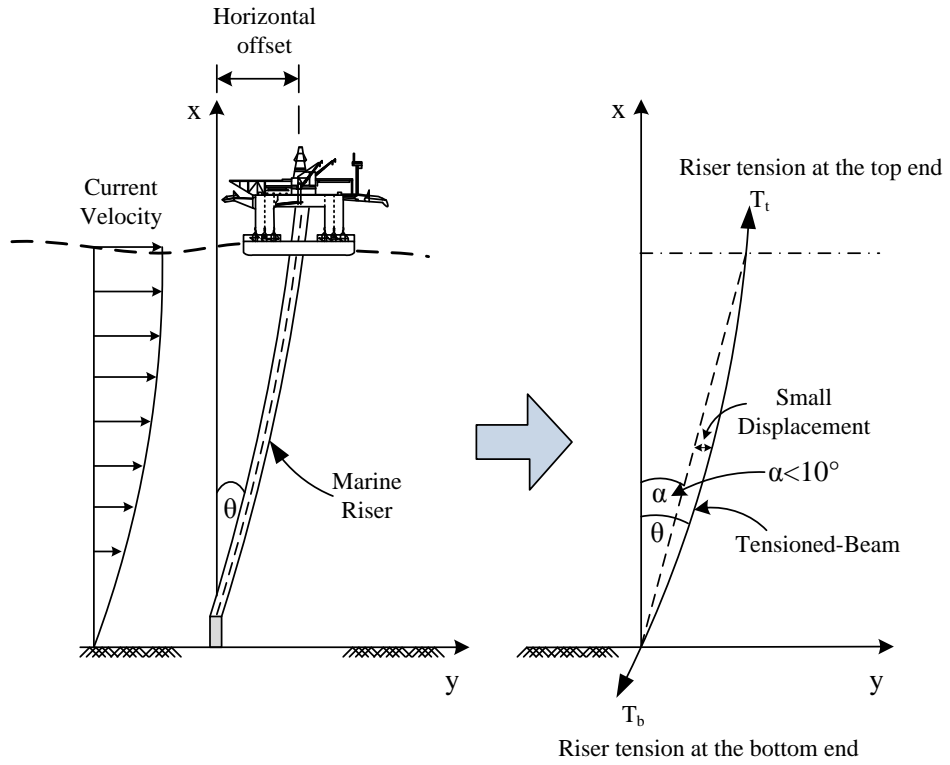 Horizontal
offset
x
Current
Velocity
θ
Marine
Riser
y
x
Riser tension at the top end
Tt
Small
Displacement
α<10°
α
θ
Tensioned-Beam
y
Tb
Riser tension at the bottom end